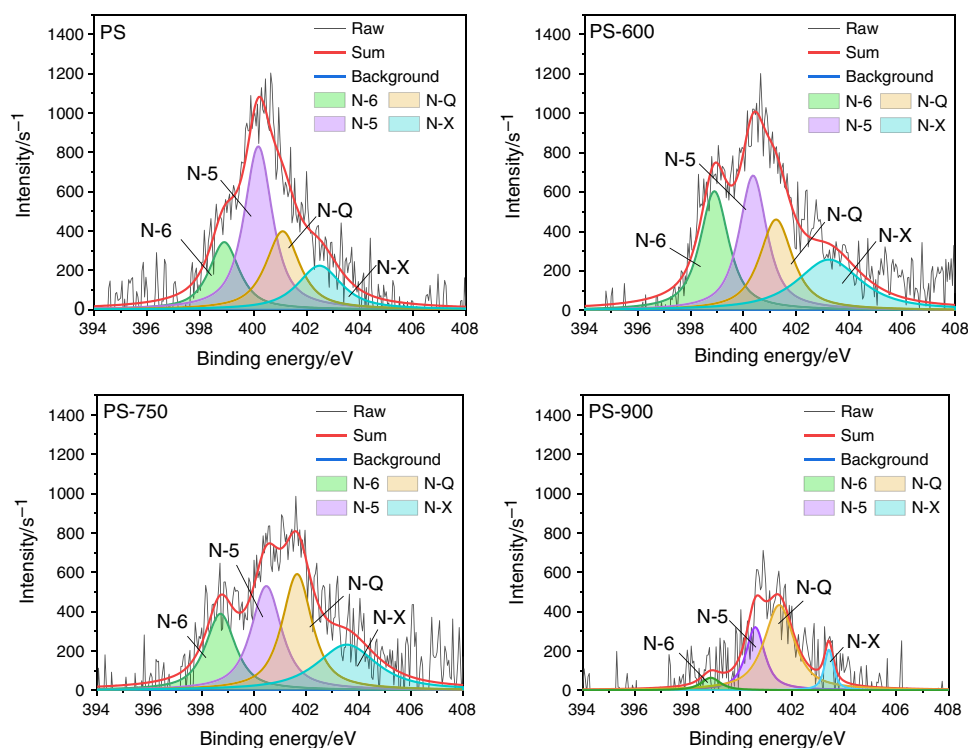 PS
Intensity/s⁻¹
1400
1200
1000
800
600
400
200
0
394 396 398 400 402 404 406 408
Binding energy/eV
Raw
Sum
Background
N-6 N-Q
N-5 N-X
N-5
N-6
N-Q
N-X
PS-600
Intensity/s⁻¹
1400
1200
1000
800
600
400
200
0
394 396 398 400 402 404 406 408
Binding energy/eV
Raw
Sum
Background
N-6 N-Q
N-5 N-X
N-5
N-6
N-Q
N-X
PS-750
Intensity/s⁻¹
1400
1200
1000
800
600
400
200
0
394 396 398 400 402 404 406 408
Binding energy/eV
Raw
Sum
Background
N-6 N-Q
N-5 N-X
N-5
N-6
N-Q
N-X
PS-900
Intensity/s⁻¹
1400
1200
1000
800
600
400
200
0
394 396 398 400 402 404 406 408
Binding energy/eV
Raw
Sum
Background
N-6 N-Q
N-5 N-X
N-Q
N-5
N-6
N-X